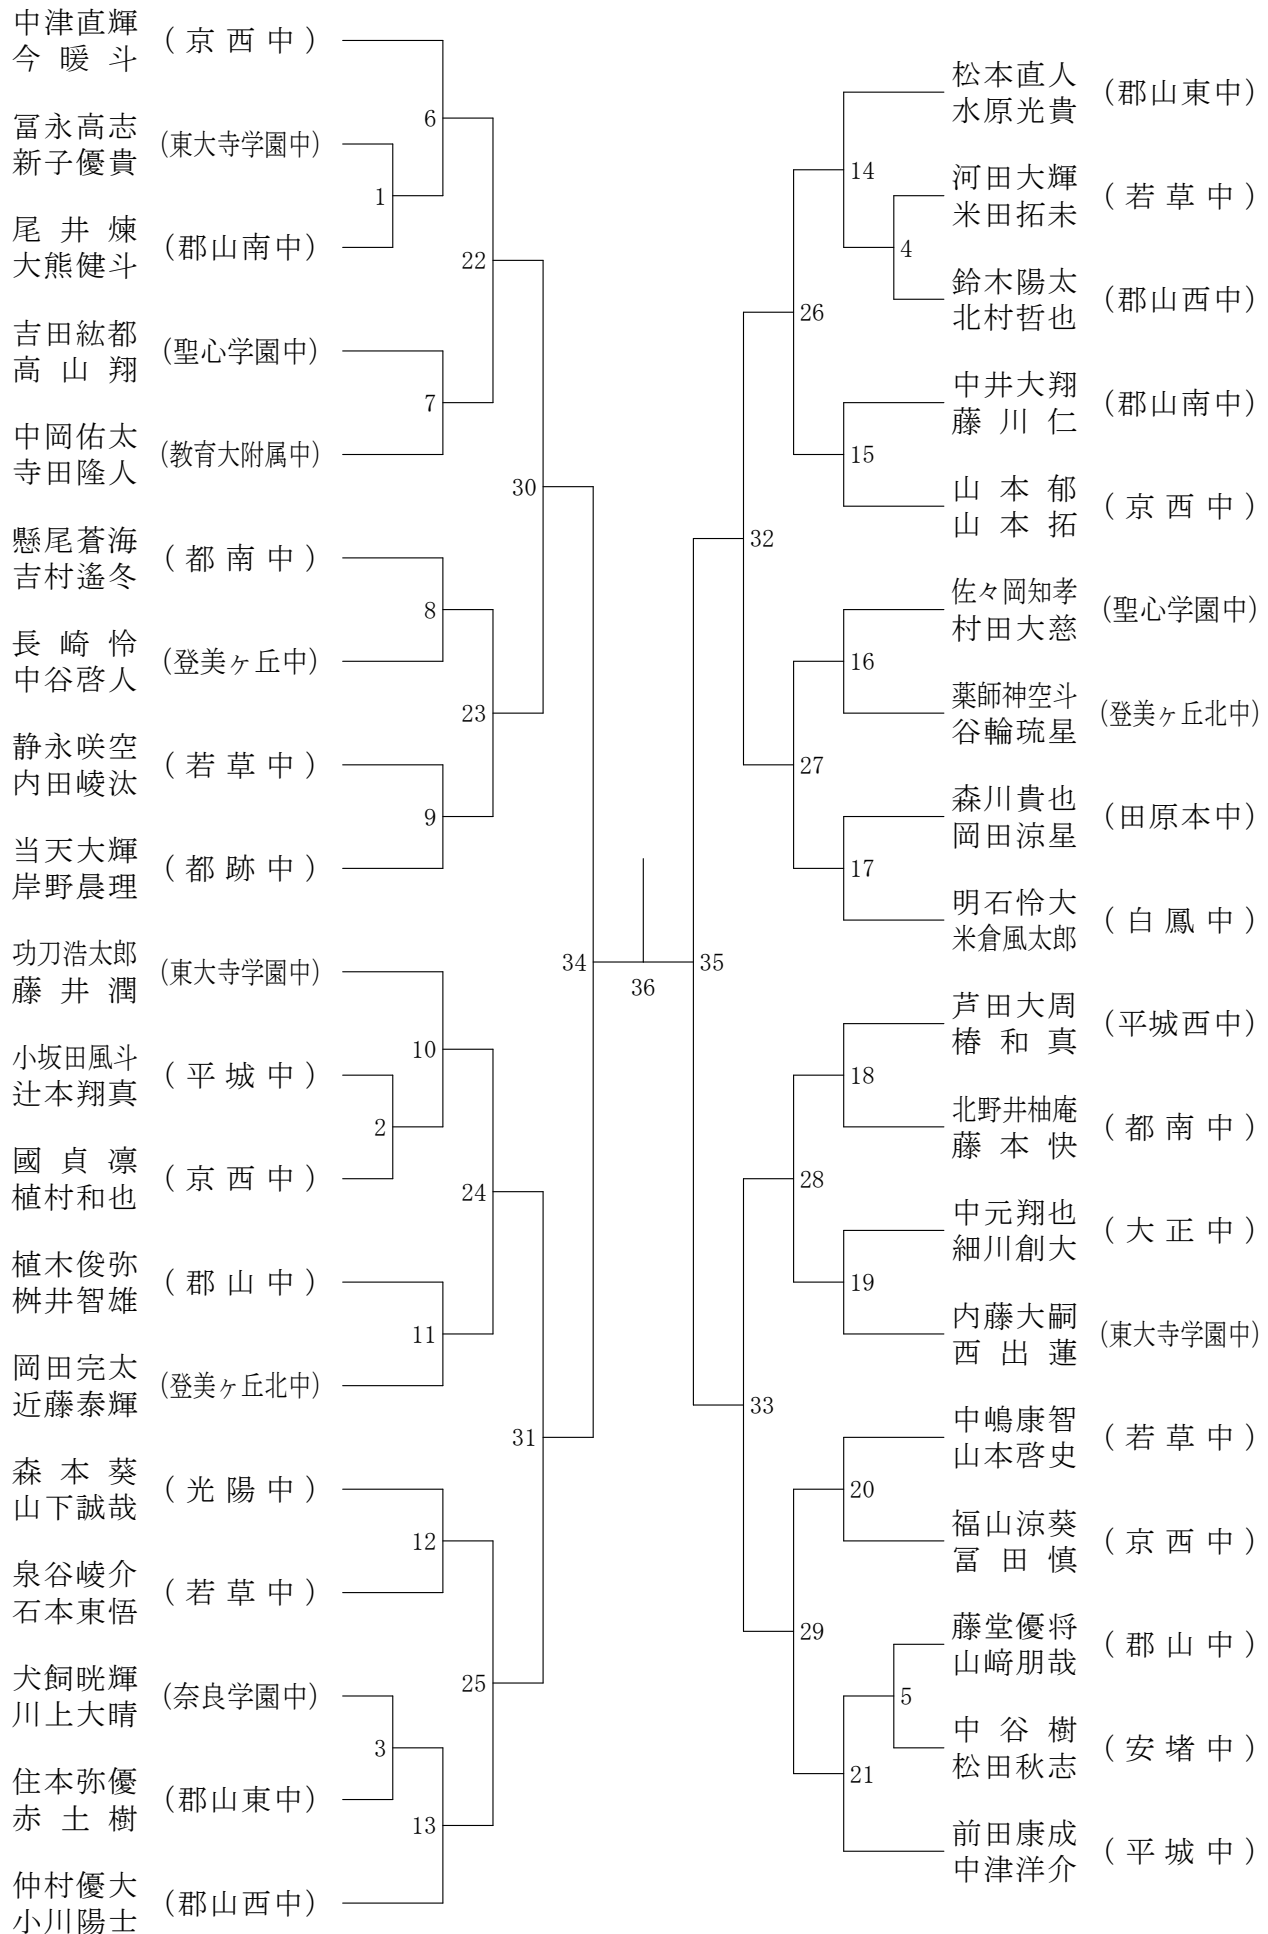 中津直輝
今暖斗
(京西中)
冨永高志
新子優貴
(東大寺学園中)
尾井煉
大熊健斗
(郡山南中)
吉田紘都
高山翔
(聖心学園中)
中岡佑太
寺田隆人
(教育大附属中)
懸尾蒼海
吉村遙冬
(都南中)
長崎怜
中谷啓人
(登美ヶ丘中)
静永咲空
内田崚汰
(若草中)
当天大輝
岸野晨理
(都跡中)
功刀浩太郎
藤井潤
(東大寺学園中)
小坂田風斗
辻本翔真
(平城中)
國貞凛
植村和也
(京西中)
植木俊弥
桝井智雄
(郡山中)
岡田完太
近藤泰輝
(登美ヶ丘北中)
森本葵
山下誠哉
(光陽中)
泉谷崚介
石本東悟
(若草中)
犬飼晄輝
川上大晴
(奈良学園中)
住本弥優
赤土樹
(郡山東中)
仲村優大
小川陽士
(郡山西中)
1
2
3
6
7
8
9
10
11
12
13
22
23
24
25
30
31
34
36
35
32
33
26
27
28
29
14
15
16
17
18
19
20
21
4
5
松本直人
水原光貴
(郡山東中)
河田大輝
米田拓未
(若草中)
鈴木陽太
北村哲也
(郡山西中)
中井大翔
藤川仁
(郡山南中)
山本郁
山本拓
(京西中)
佐々岡知孝
村田大慈
(聖心学園中)
薬師神空斗
谷輪琉星
(登美ヶ丘北中)
森川貴也
岡田涼星
(田原本中)
明石怜大
米倉風太郎
(白鳳中)
芦田大周
椿和真
(平城西中)
北野井柚庵
藤本快
(都南中)
中元翔也
細川創大
(大正中)
内藤大嗣
西出蓮
(東大寺学園中)
中嶋康智
山本啓史
(若草中)
福山涼葵
冨田慎
(京西中)
藤堂優将
山﨑朋哉
(郡山中)
中谷樹
松田秋志
(安堵中)
前田康成
中津洋介
(平城中)